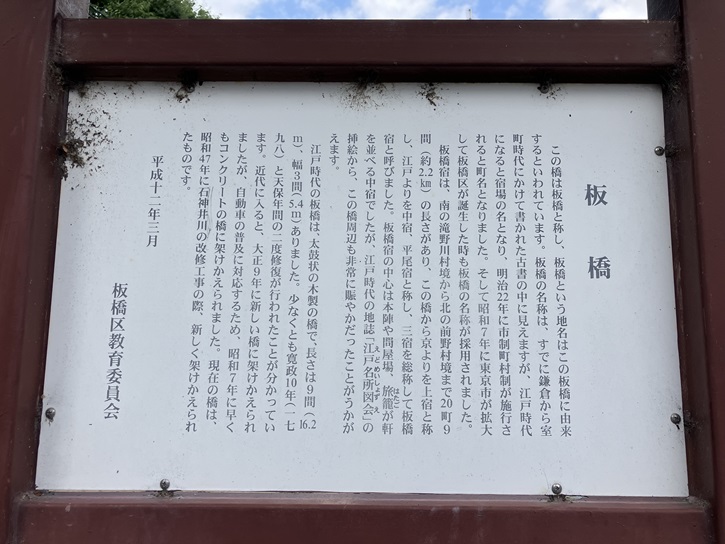 板橋
この橋は板橋と称し、板橋という地名はこの板橋に由来
するといわれています。板橋の名称は、すでに鎌倉から室
町時代にかけて書かれた古書の中に見えますが、江戸時代
になると宿場の名となり、明治22年に市制町村制が施行さ
れると町名となりました。そして昭和7年に東京市が拡大
して板橋区が誕生した時も板橋の名称が採用されました。
板橋宿は、南の滝野川村境から北の前野村境まで20町9
間（約2.2㎞）の長さがあり、この橋から京よりを上宿と称
し、江戸よりを中宿、平尾宿と称し、三宿を総称して板橋
宿と呼びました。板橋宿の中心は本陣や問屋場、旅籠が軒
はたご
を並べる中宿でしたが、江戸時代の地誌「江戸名所図会」の
どめいしょずえ
挿絵から、この橋周辺も非常に賑やかだったことがうかが
えます。
江戸時代の板橋は、太鼓状の木製の橋で、長さは9間（16.2
m）、幅3間（5.4m）ありました。少なくとも寛政10年（一七
九八）と天保年間の二度修復が行われたことが分かってい
ます。近代に入ると、大正9年に新しい橋に架けかえられ
ましたが、自動車の普及に対応するため、昭和7年に早く
もコンクリートの橋に架けかえられました。現在の橋は、
昭和47年に石神井川の改修工事の際、新しく架けかえられ
たものです。
平成十二年三月
板橋区教育委員会